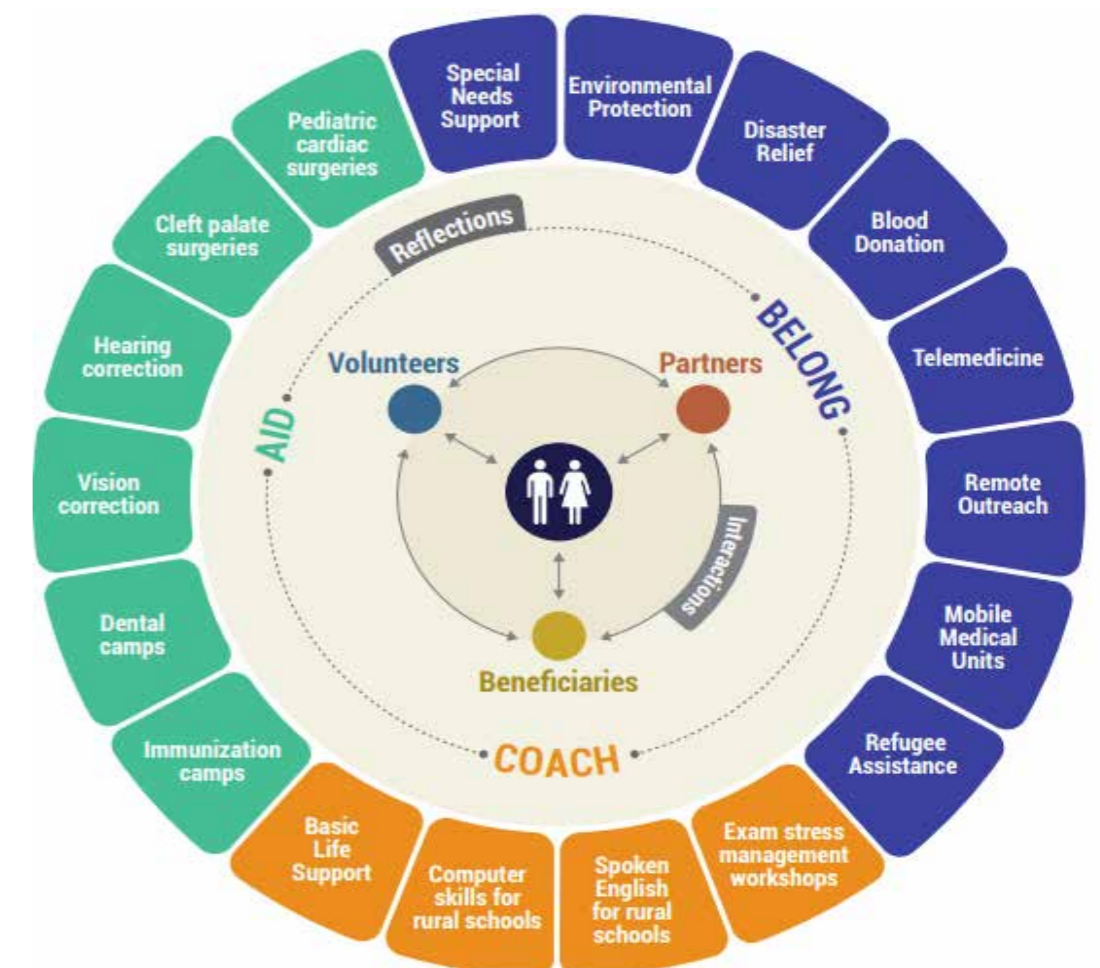 Special
Needs
Support
Environmental
Protection
Disaster
Relief
Blood
Donation
Telemedicine
Remote
Outreach
Mobile
Medical
Units
Refugee
Assistance
Exam stress
management
workshops
Spoken
English
for rural
schools
Computer
skills for
rural schools
Basic
Life
Support
Immunization
camps
Dental
camps
Vision
correction
Hearing
correction
Cleft palate
surgeries
Pediatric
cardiac
surgeries
Reflections
BELONG
AID
COACH
Volunteers
Partners
Interactions
Beneficiaries